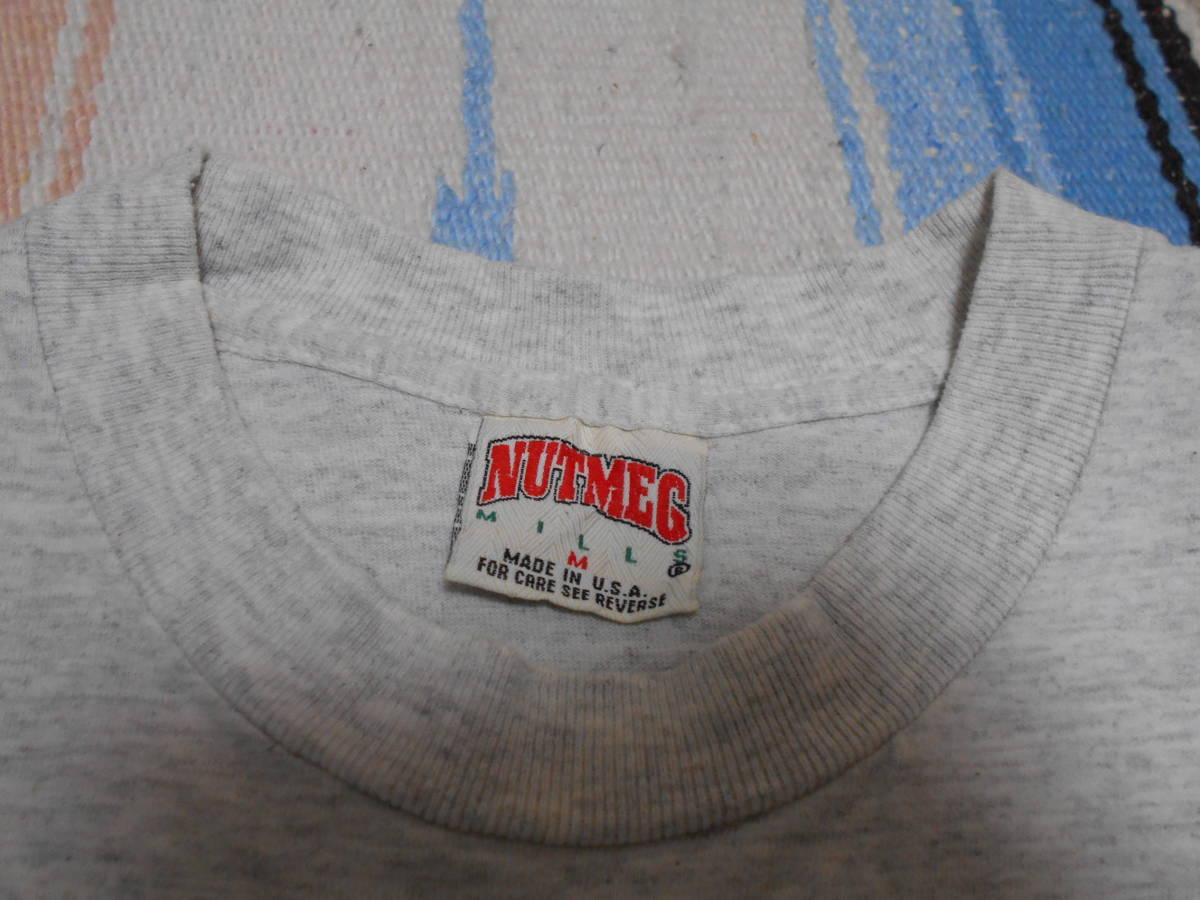 NUTMEG
MILLS
M
MADE IN U.S.A.
FOR CARE SEE REVERSE
®